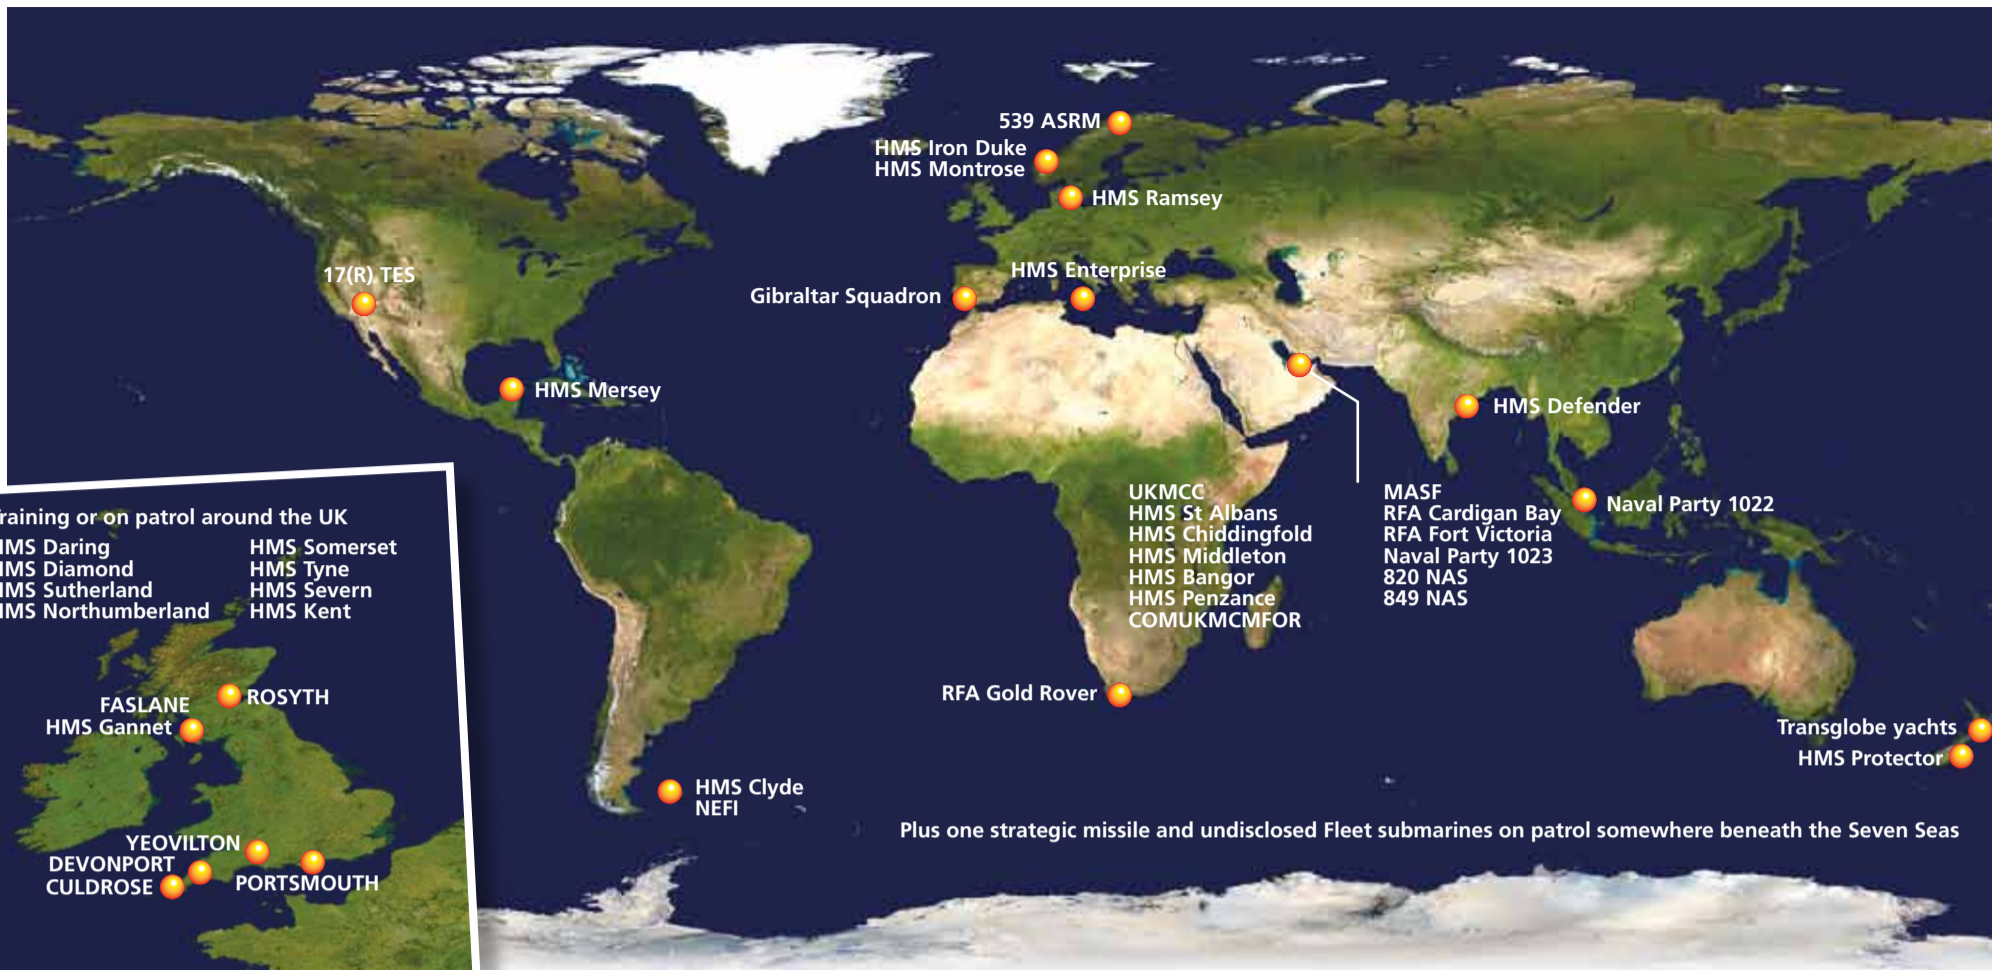 539 ASRM
HMS Iron Duke
HMS Montrose
HMS Ramsey
17(R) TES
HMS Enterprise
Gibraltar Squadron
HMS Mersey
HMS Defender
UKMCC
HMS St Albans
HMS Chiddingfold
HMS Middleton
HMS Bangor
HMS Penzance
COMUKMCMFOR
MASF
RFA Cardigan Bay
RFA Fort Victoria
Naval Party 1023
820 NAS
849 NAS
Naval Party 1022
RFA Gold Rover
Transglobe yachts
HMS Protector
HMS Clyde
NEFI
Plus one strategic missile and undisclosed Fleet submarines on patrol somewhere beneath the Seven Seas
raining or on patrol around the UK
HMS Daring
HMS Diamond
HMS Sutherland
HMS Northumberland
HMS Somerset
HMS Tyne
HMS Severn
HMS Kent
ROSYTH
FASLANE
HMS Gannet
YEOVILTON
DEVONPORT
CULDROSE
PORTSMOUTH